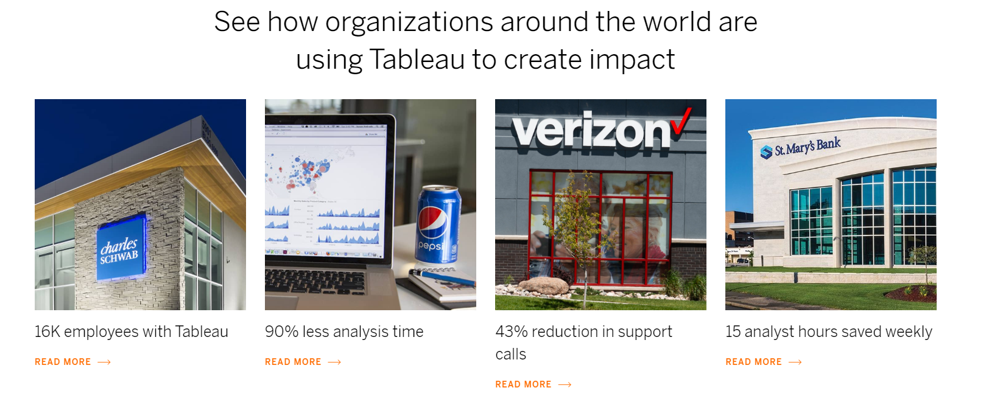 See how organizations around the world are
using Tableau to create impact
charles
SCHWAB
pepsi
verizon
St. Mary's Bank
16K employees with Tableau
90% less analysis time
43% reduction in support
calls
15 analyst hours saved weekly
READ MORE
READ MORE
READ MORE
READ MORE